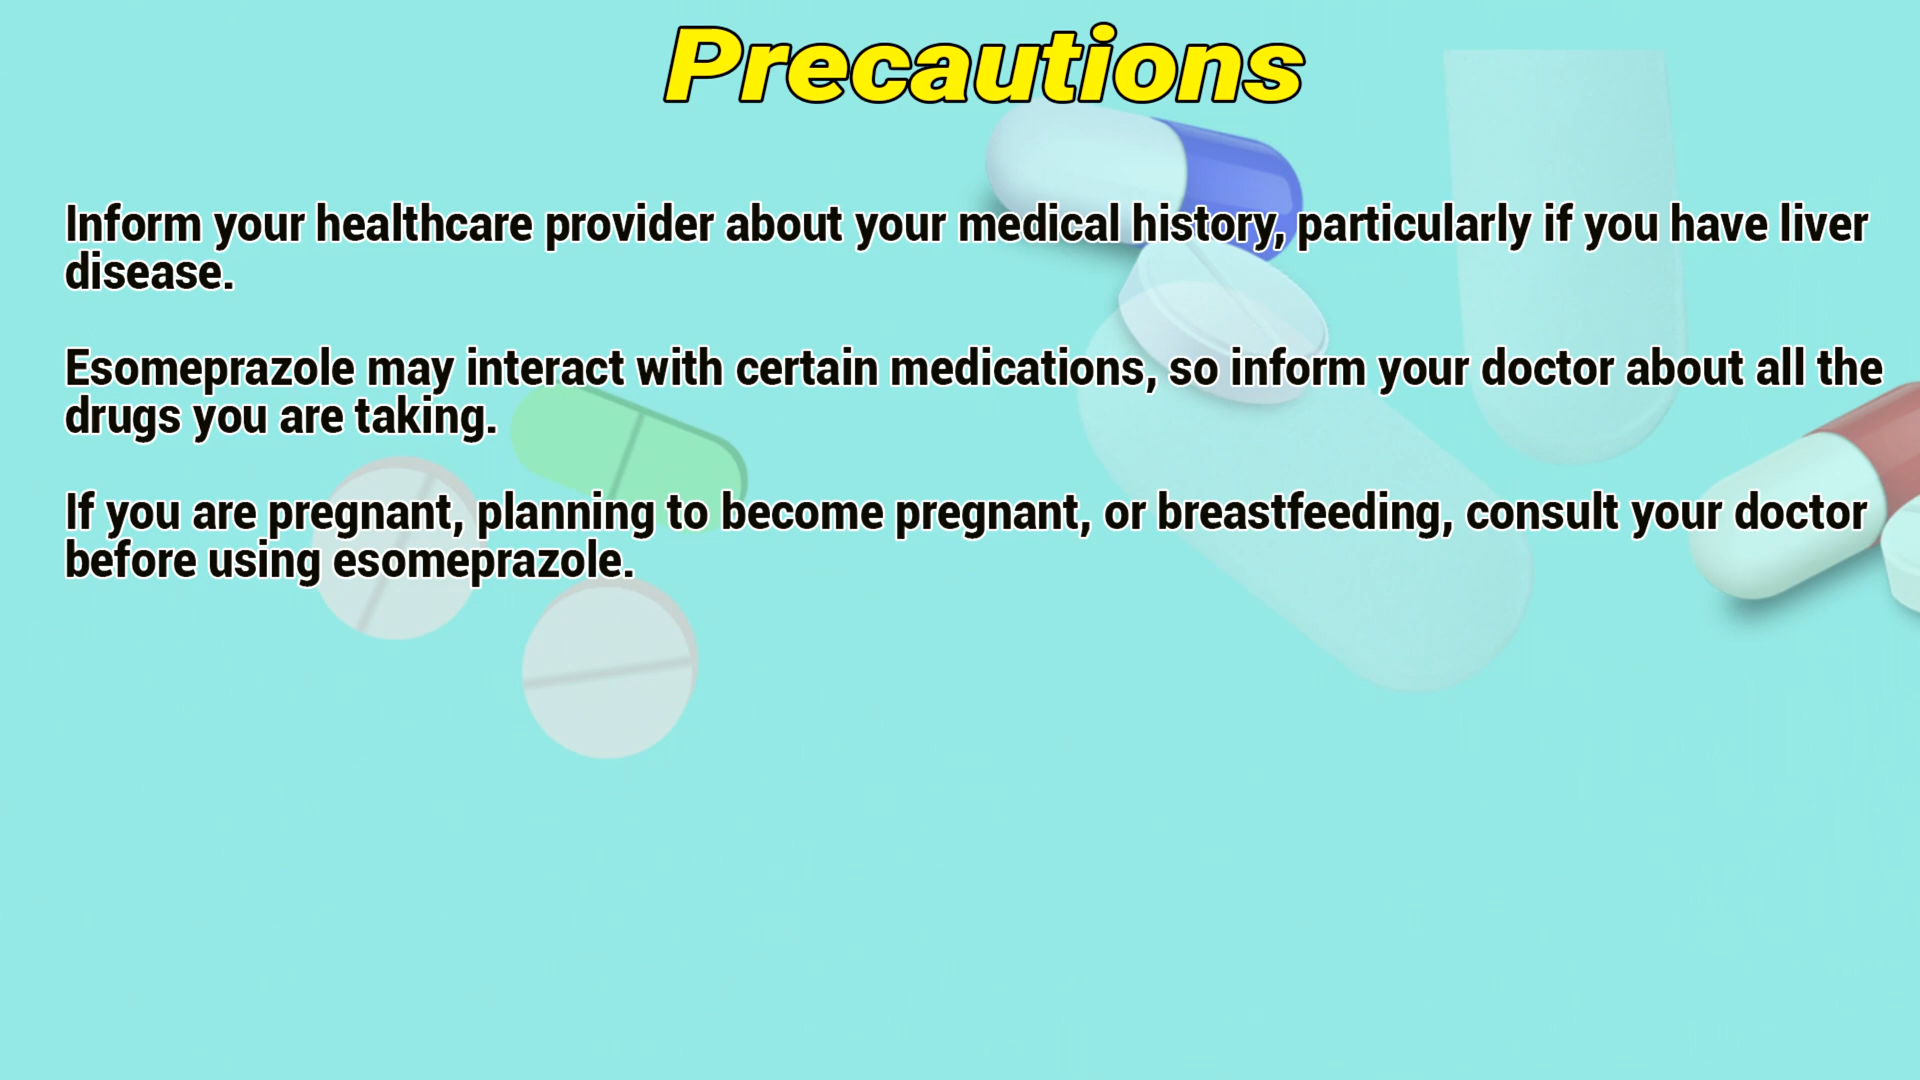 Precautions
Inform your healthcare provider about your medical history, particularly if you have liver
disease.
Esomeprazole may interact with certain medications, so inform your doctor about all the
drugs you are taking.
If you are pregnant, planning to become pregnant, or breastfeeding, consult your doctor
before using esomeprazole.